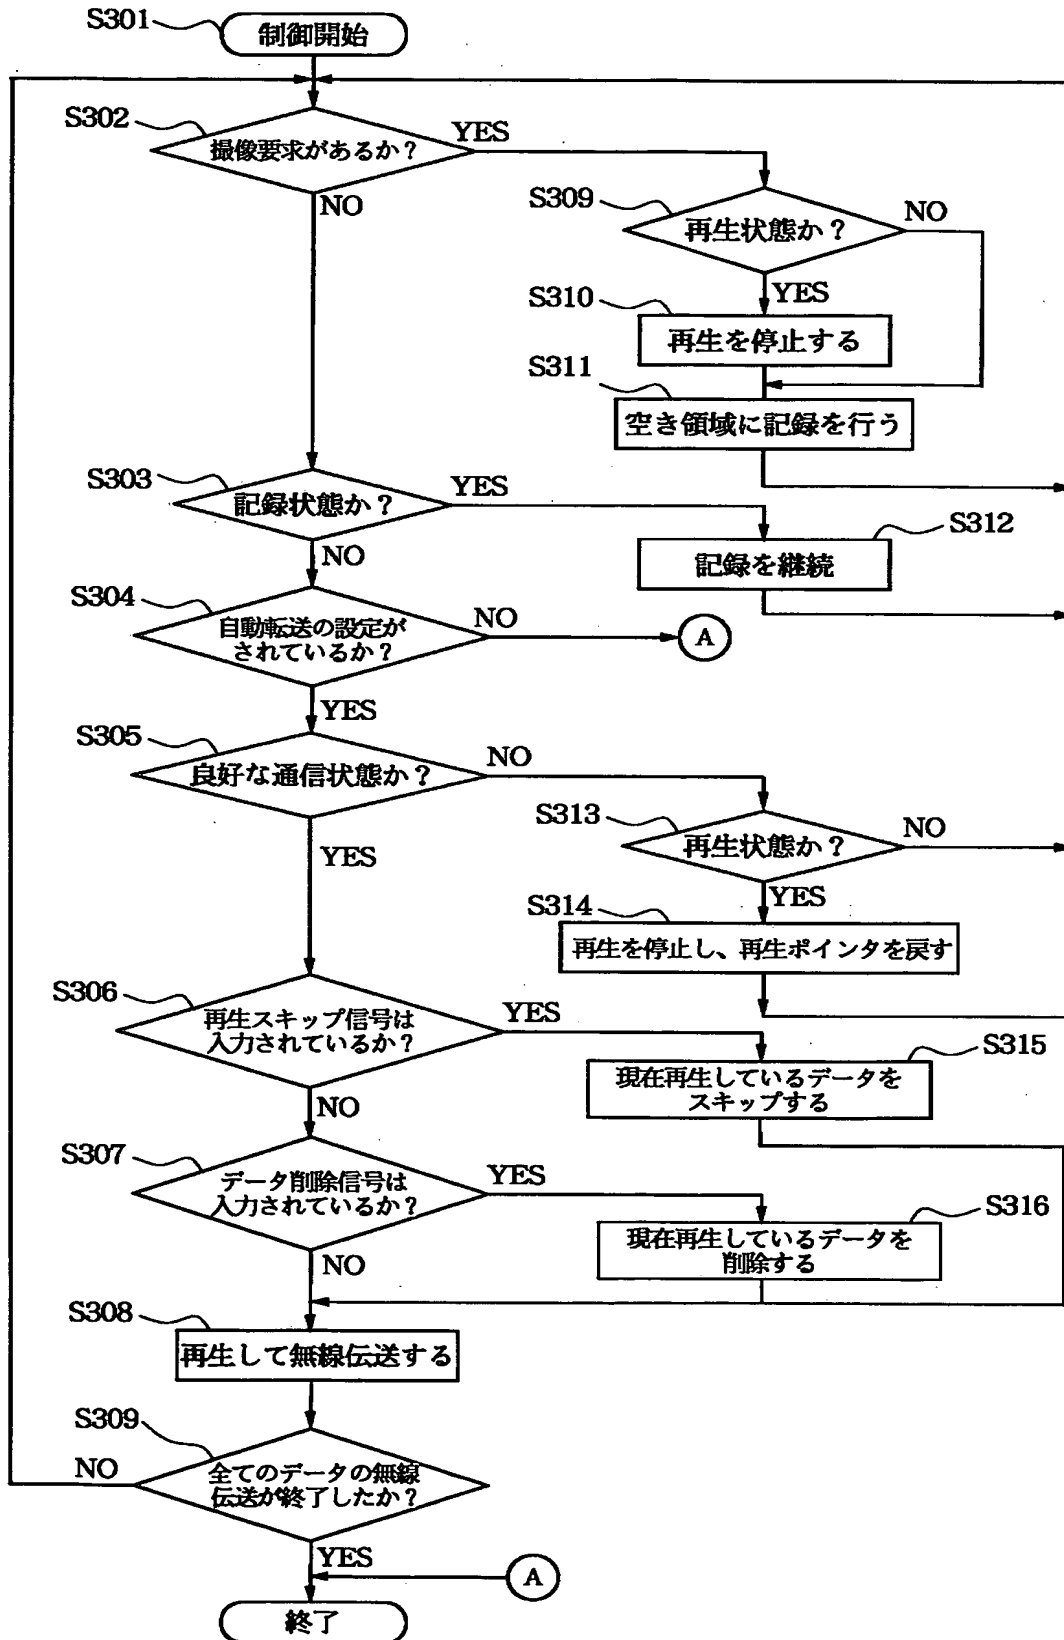 S301
制御開始
S302
撮像要求があるか？
YES
NO
S309
再生状態か？
NO
YES
S310
再生を停止する
S311
空き領域に記録を行う
S303
記録状態か？
YES
NO
S312
記録を継続
S304
自動転送の設定が
されているか？
NO
A
YES
S305
良好な通信状態か？
NO
YES
S313
再生状態か？
NO
YES
S314
再生を停止し、再生ポインタを戻す
S306
再生スキップ信号は
入力されているか？
YES
NO
S315
現在再生しているデータを
スキップする
S307
データ削除信号は
入力されているか？
YES
NO
S316
現在再生しているデータを
削除する
S308
再生して無線伝送する
S309
全てのデータの無線
伝送が終了したか？
NO
YES
A
終了